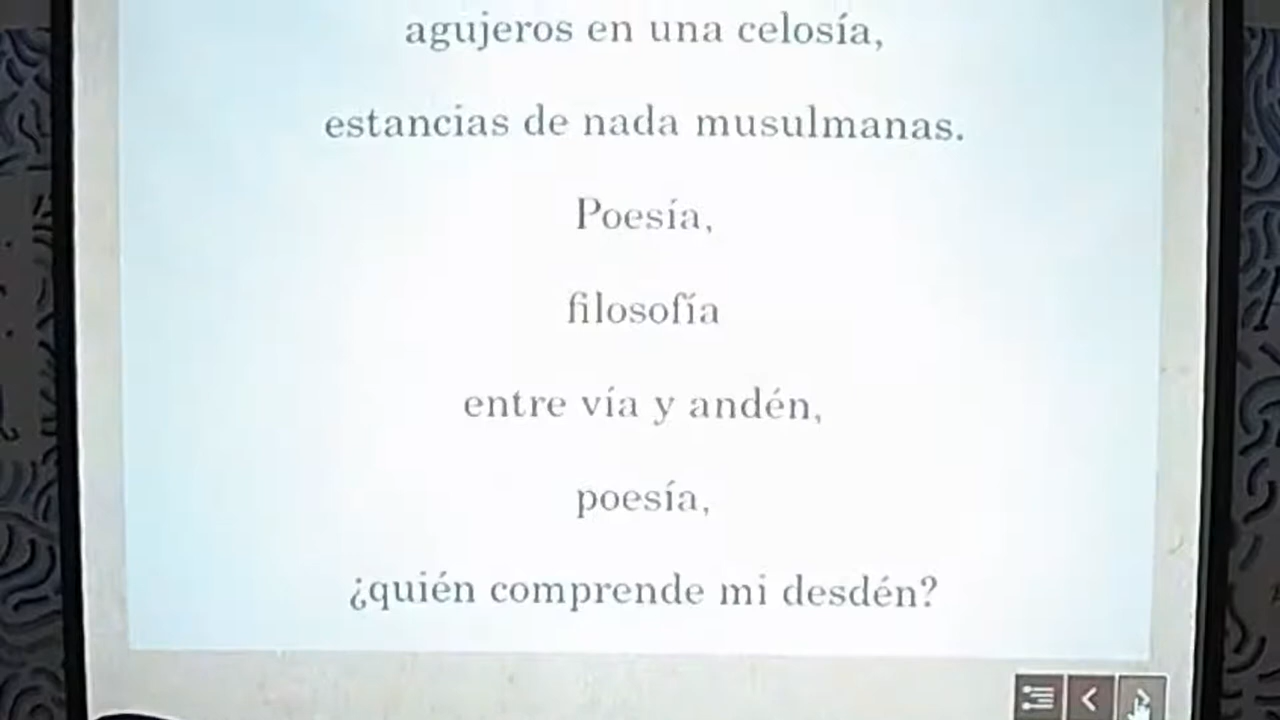 agujeros en una celosía,
estancias de nada musulmanas.
Poesía,
filosofía
entre vía y andén,
poesía,
¿quién comprende mi desdén?